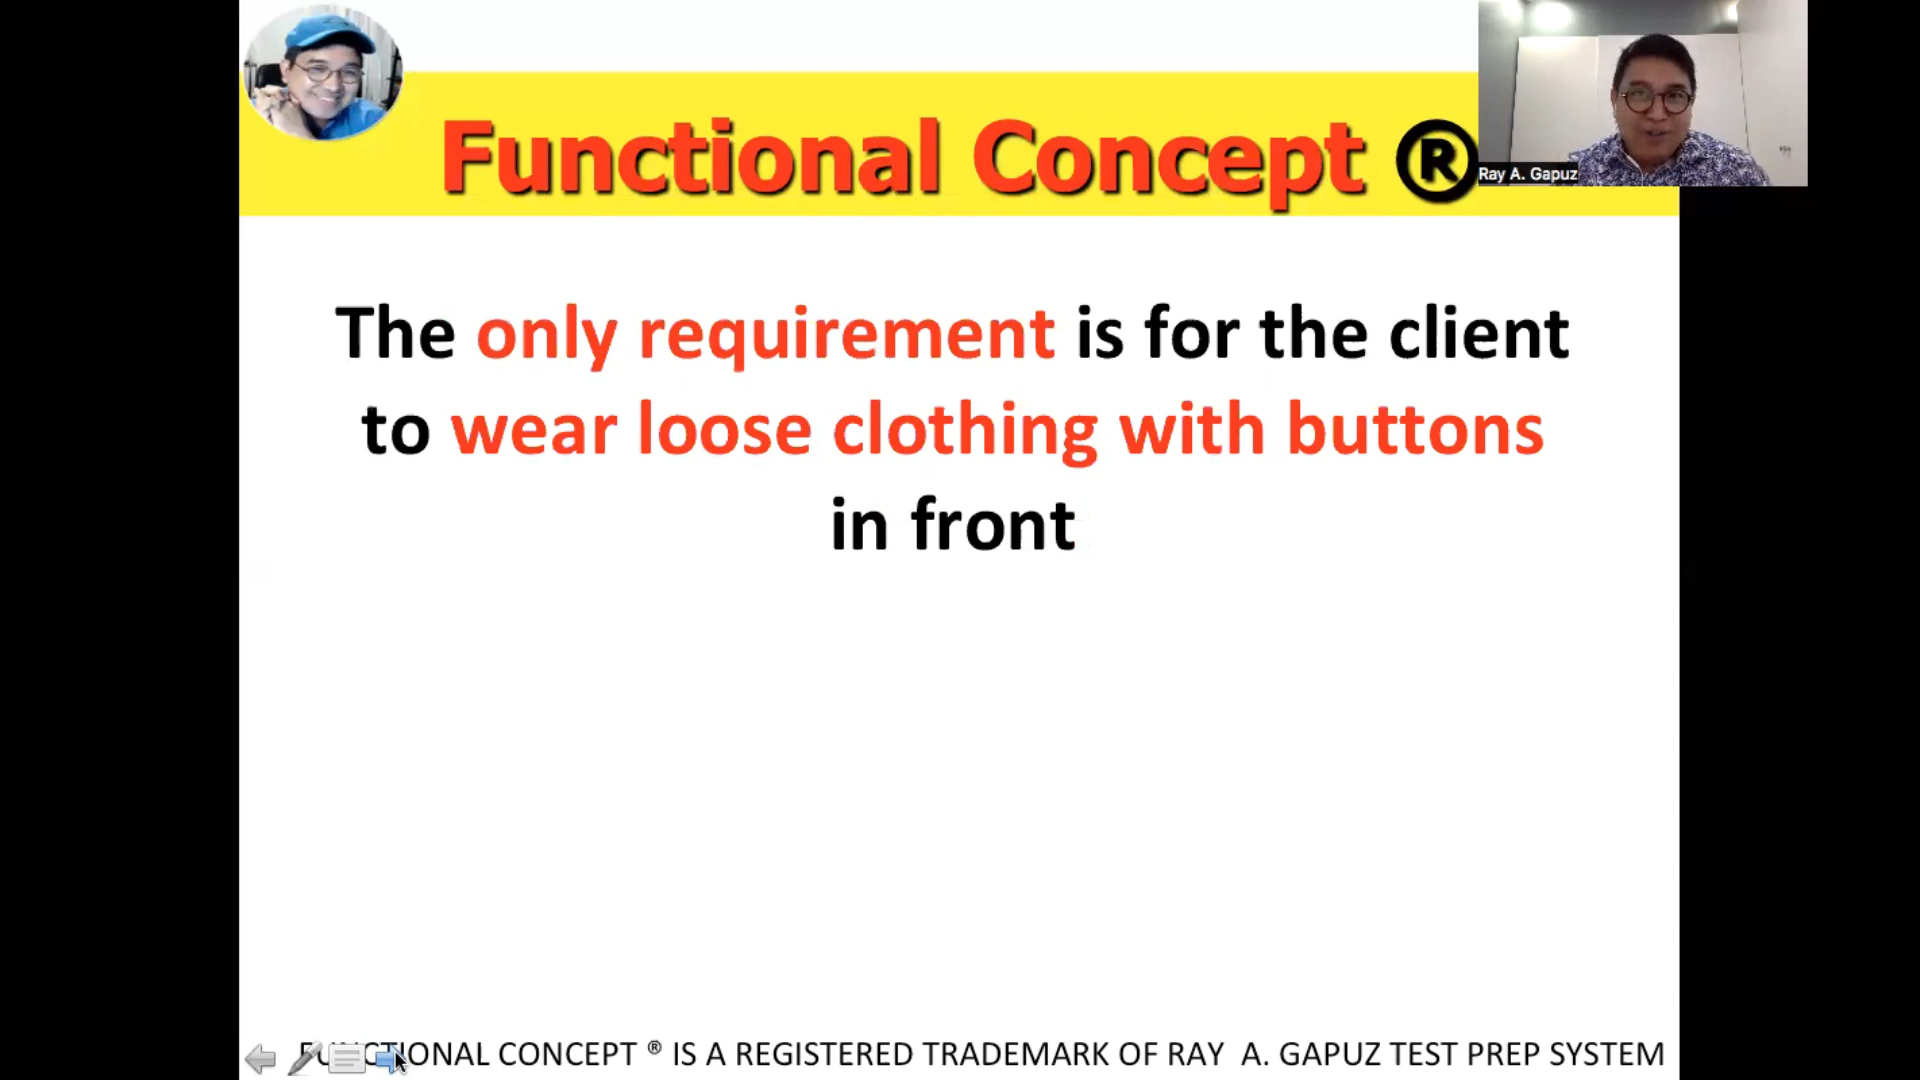 Functional Concept ®
Ray A. Gapuz
The only requirement is for the client
to wear loose clothing with buttons
in front
FUNCTIONAL CONCEPT ® IS A REGISTERED TRADEMARK OF RAY A. GAPUZ TEST PREP SYSTEM